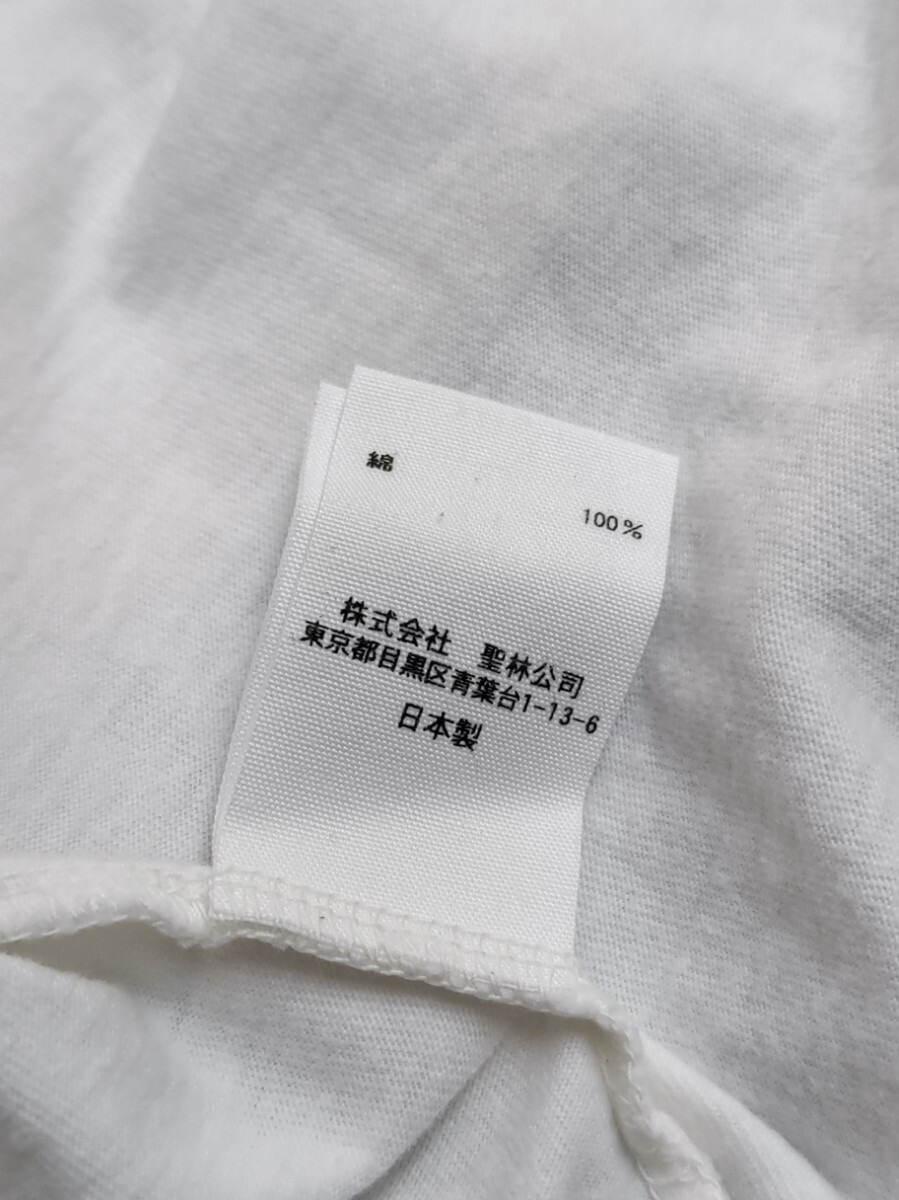 綿
100%
株式会社　聖林公司
東京都目黒区青葉台1-13-6
日本製